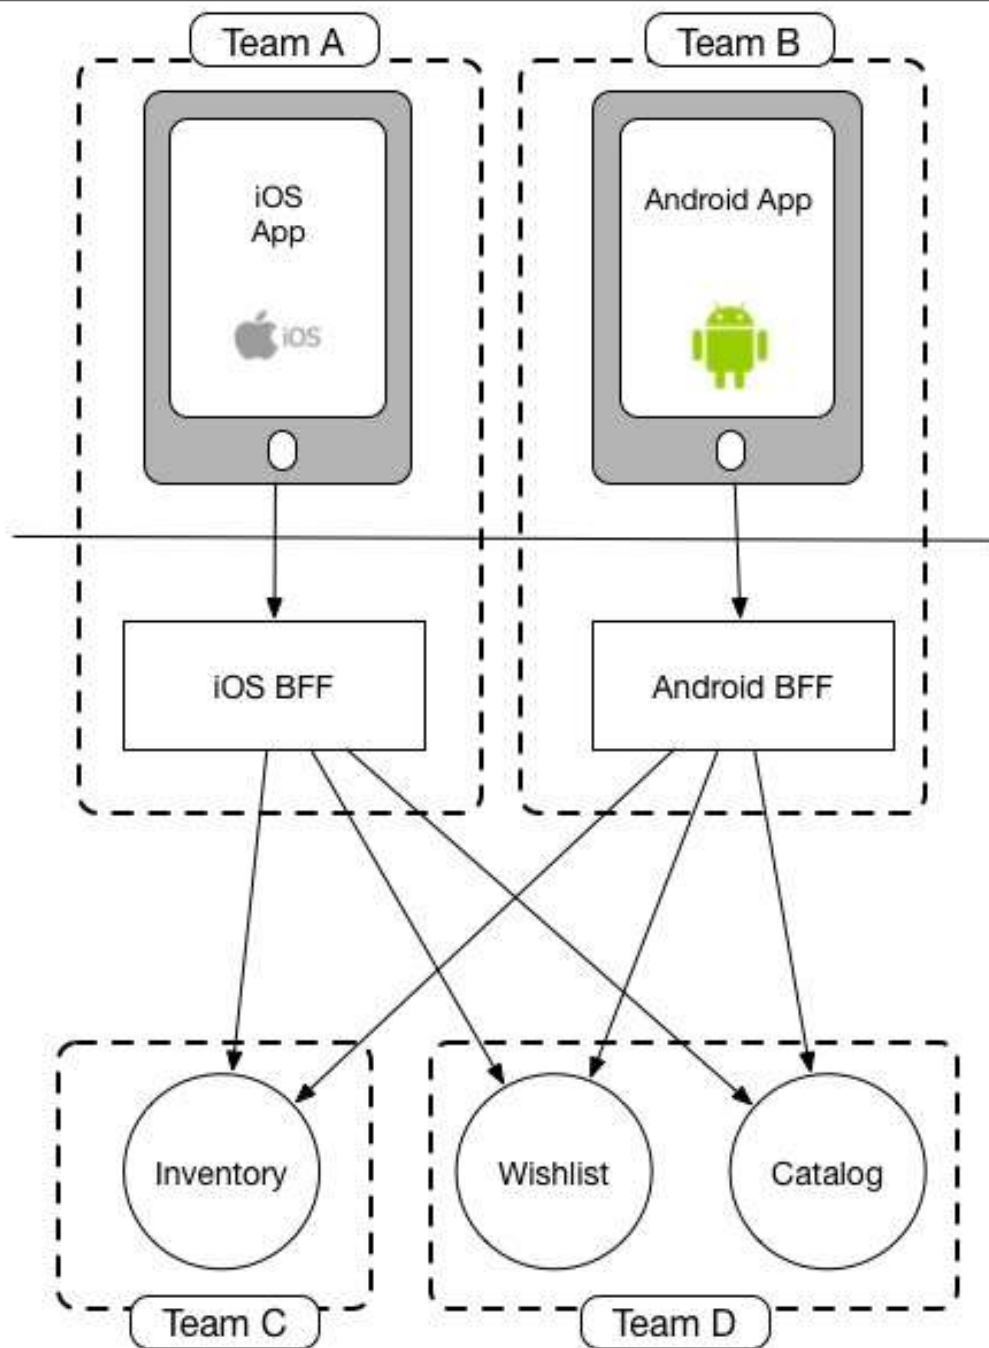 Team A
Team B
iOS
App
iOS
Android App
iOS BFF
Android BFF
Inventory
Wishlist
Catalog
Team C
Team D